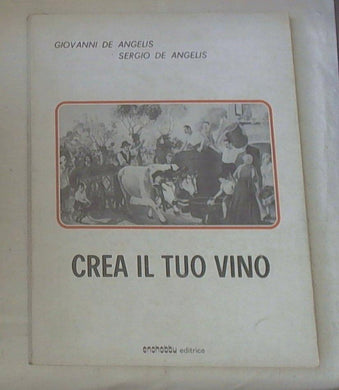 GIOVANNI DE ANGELIS
SERGIO DE ANGELIS
CREA IL TUO VINO
enohobby editrice